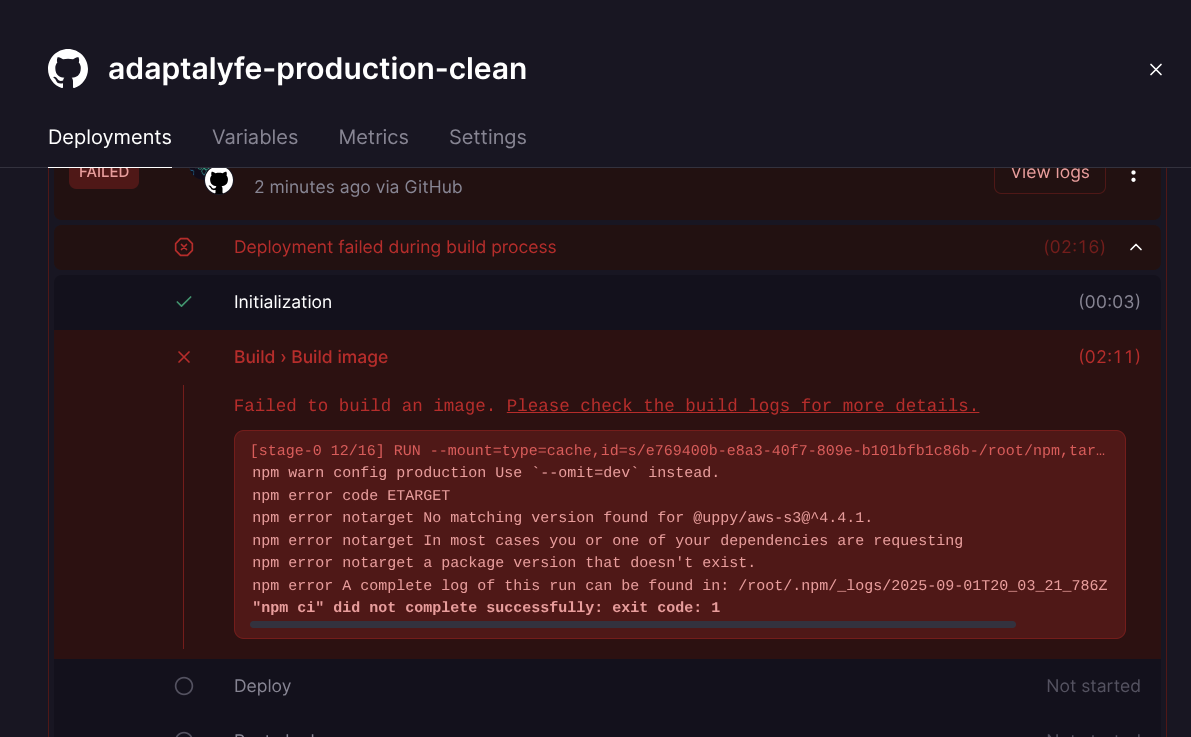 adaptalyfe-production-clean
Deployments Variables Metrics Settings
FAILED
2 minutes ago via GitHub
View logs
Deployment failed during build process (02:16)
Initialization (00:03)
Build › Build image (02:11)
Failed to build an image. Please check the build logs for more details.
[stage-0 12/16] RUN --mount=type=cache,id=s/e769400b-e8a3-40f7-809e-b101bfb1c86b-/root/npm,tar…
npm warn config production Use `--omit=dev` instead.
npm error code ETARGET
npm error notarget No matching version found for @uppy/aws-s3@^4.4.1.
npm error notarget In most cases you or one of your dependencies are requesting
npm error notarget a package version that doesn't exist.
npm error A complete log of this run can be found in: /root/.npm/_logs/2025-09-01T20_03_21_786Z
"npm ci" did not complete successfully: exit code: 1
Deploy Not started